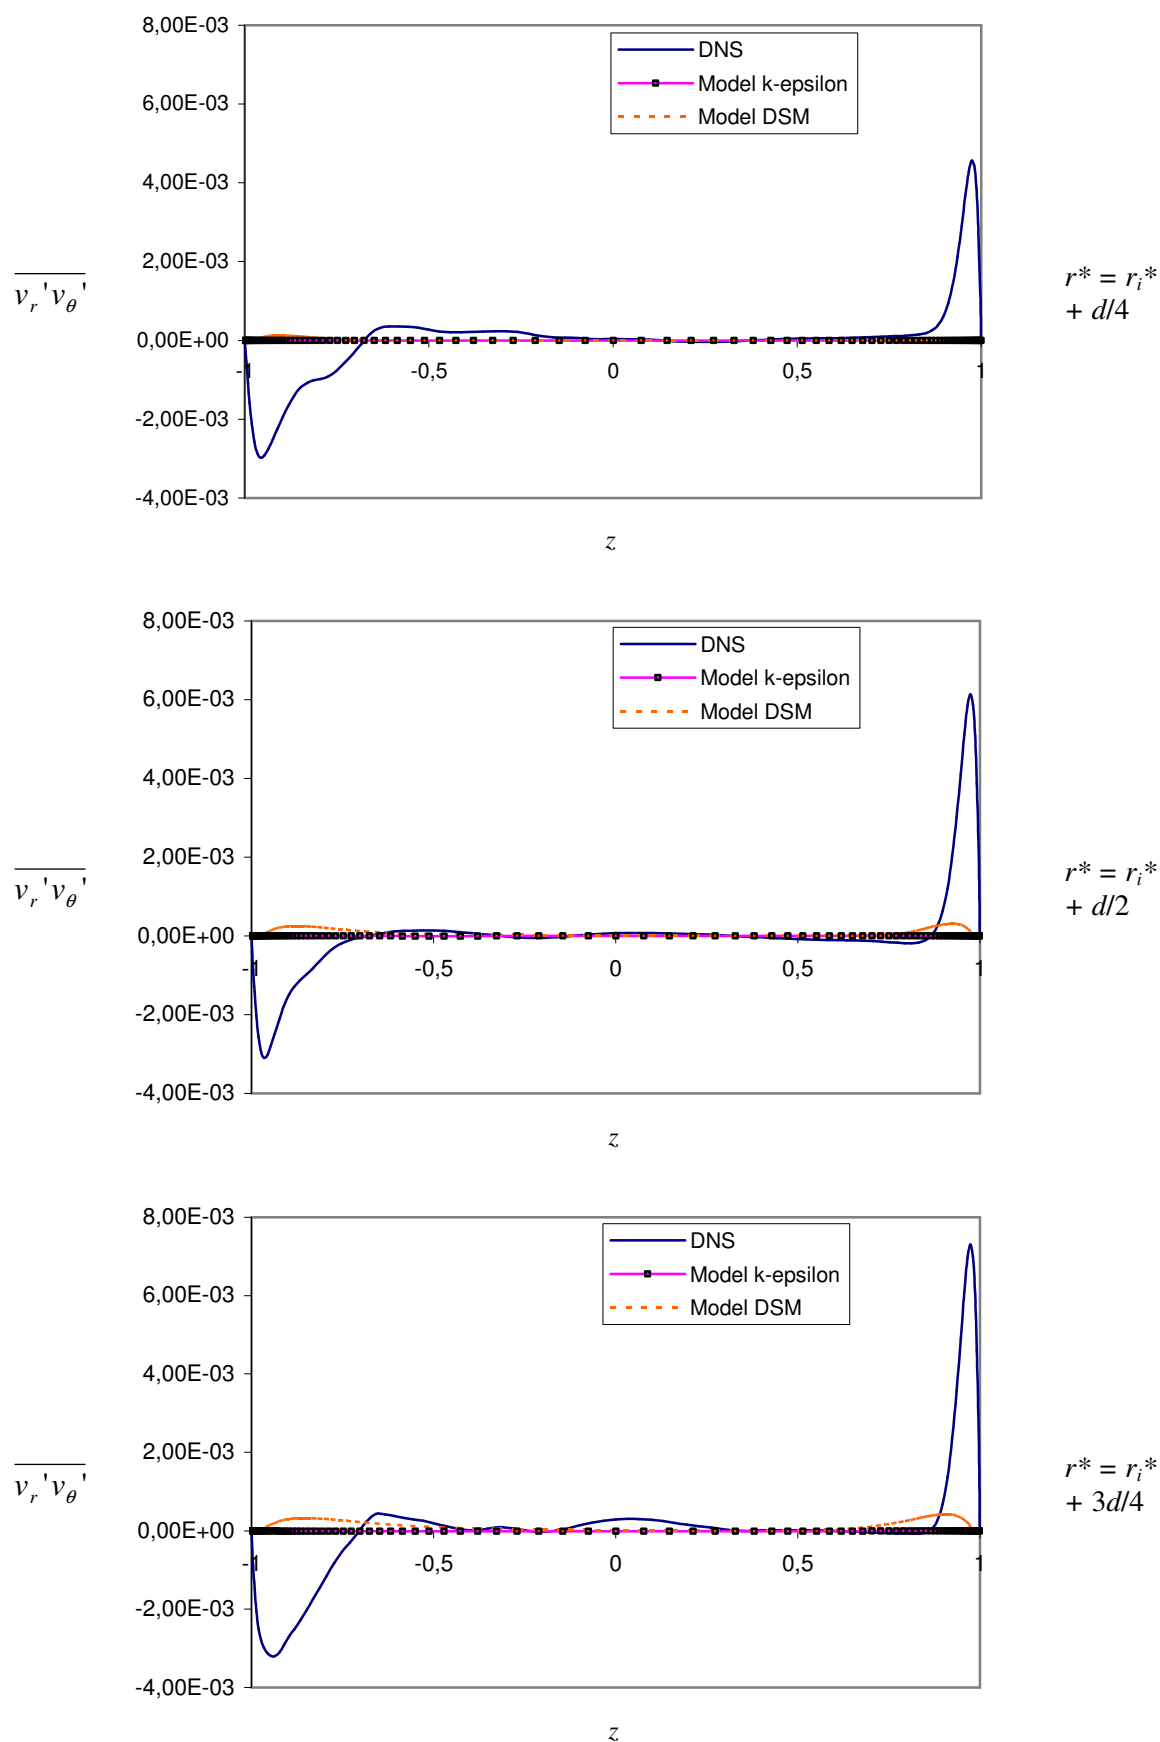 8,00E-03
DNS
Model k-epsilon
Model DSM
6,00E-03
4,00E-03
2,00E-03
0,00E+00
-2,00E-03
-4,00E-03
-1
-0,5
0
0,5
1
z
v_r'v_θ'
r* = r_i*
+ d/4
8,00E-03
DNS
Model k-epsilon
Model DSM
6,00E-03
4,00E-03
2,00E-03
0,00E+00
-2,00E-03
-4,00E-03
-1
-0,5
0
0,5
1
z
v_r'v_θ'
r* = r_i*
+ d/2
8,00E-03
DNS
Model k-epsilon
Model DSM
6,00E-03
4,00E-03
2,00E-03
0,00E+00
-2,00E-03
-4,00E-03
-1
-0,5
0
0,5
1
z
v_r'v_θ'
r* = r_i*
+ 3d/4